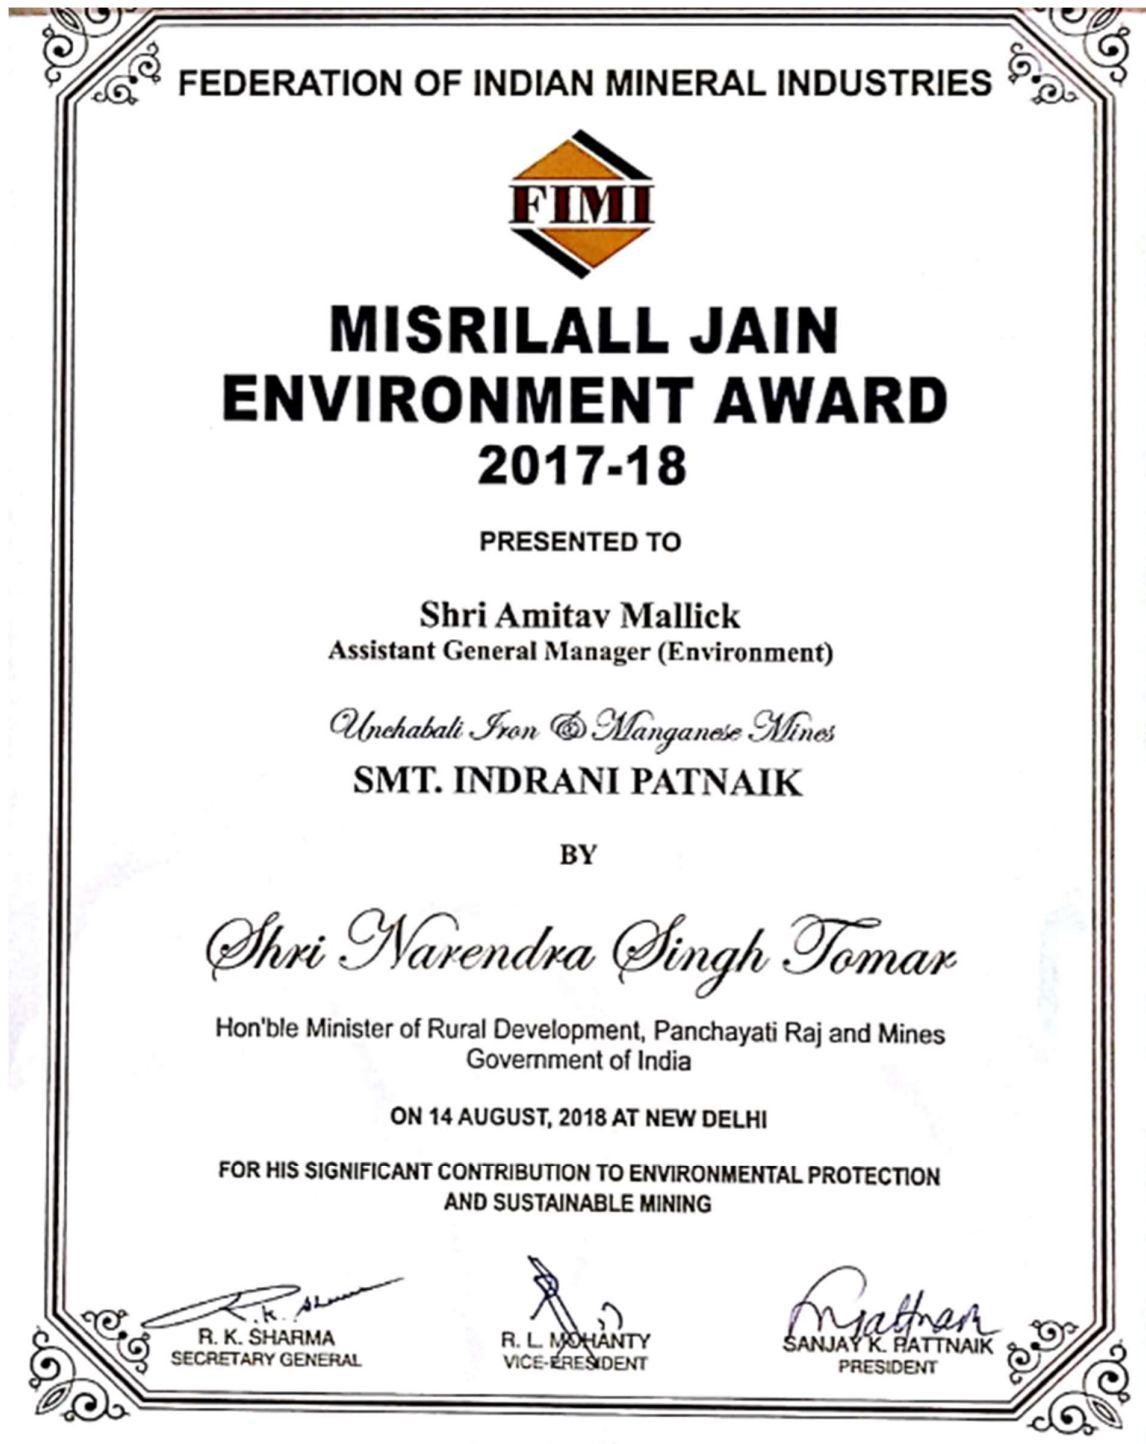 FEDERATION OF INDIAN MINERAL INDUSTRIES
FIMI
MISRILALL JAIN
ENVIRONMENT AWARD
2017-18
PRESENTED TO
Shri Amitav Mallick
Assistant General Manager (Environment)
Unchabali Iron & Manganese Mines
SMT. INDRANI PATNAIK
BY
Shri Narendra Singh Tomar
Hon'ble Minister of Rural Development, Panchayati Raj and Mines
Government of India
ON 14 AUGUST, 2018 AT NEW DELHI
FOR HIS SIGNIFICANT CONTRIBUTION TO ENVIRONMENTAL PROTECTION
AND SUSTAINABLE MINING
R. K. Sharma
R. K. SHARMA
SECRETARY GENERAL
R. L. MOHANTY
VICE-PRESIDENT
SANJAY K. PATTNAIK
PRESIDENT